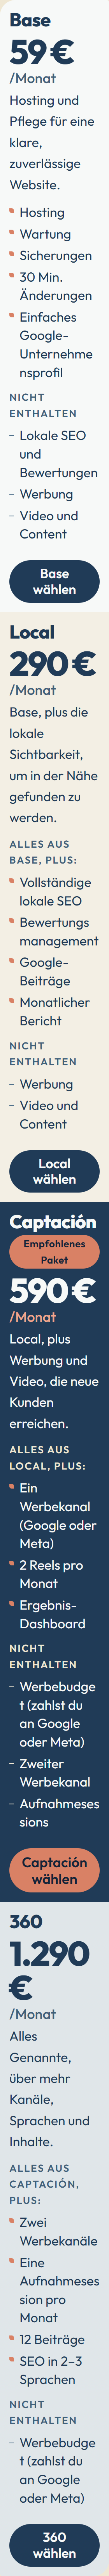 Base
59 €
/Monat
Hosting und
Pflege für eine
klare,
zuverlässige
Website.
Hosting
Wartung
Sicherungen
30 Min.
Änderungen
Einfaches
Google-
Unternehme
nsprofil
NICHT
ENTHALTEN
– Lokale SEO
und
Bewertungen
– Werbung
– Video und
Content
Base
wählen
Local
290 €
/Monat
Base, plus die
lokale
Sichtbarkeit,
um in der Nähe
gefunden zu
werden.
ALLES AUS
BASE, PLUS:
Vollständige
lokale SEO
Bewertungs
management
Google-
Beiträge
Monatlicher
Bericht
NICHT
ENTHALTEN
– Werbung
– Video und
Content
Local
wählen
Captación
Empfohlenes
Paket
590 €
/Monat
Local, plus
Werbung und
Video, die neue
Kunden
erreichen.
ALLES AUS
LOCAL, PLUS:
Ein
Werbekanal
(Google oder
Meta)
2 Reels pro
Monat
Ergebnis-
Dashboard
NICHT
ENTHALTEN
– Werbebudge
t (zahlst du
an Google
oder Meta)
– Zweiter
Werbekanal
– Aufnahmeses
sions
Captación
wählen
360
1.290
€
/Monat
Alles
Genannte,
über mehr
Kanäle,
Sprachen und
Inhalte.
ALLES AUS
CAPTACIÓN,
PLUS:
Zwei
Werbekanäle
Eine
Aufnahmeses
sion pro
Monat
12 Beiträge
SEO in 2–3
Sprachen
NICHT
ENTHALTEN
– Werbebudge
t (zahlst du
an Google
oder Meta)
360
wählen